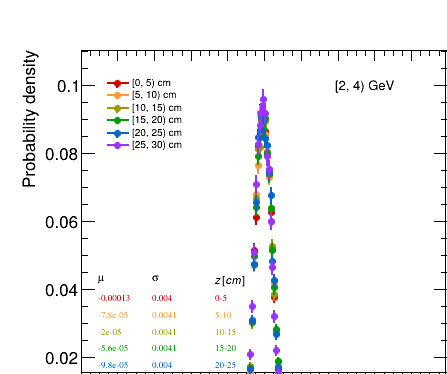 Probability density
0.1
0.08
0.06
0.04
0.02
[0, 5) cm
[5, 10) cm
[10, 15) cm
[15, 20) cm
[20, 25) cm
[25, 30) cm
[2, 4) GeV
μ σ z [cm]
-0.00013 0.004 0-5
-7.8e-05 0.0041 5-10
-2e-05 0.0041 10-15
-5.6e-05 0.0041 15-20
-9.8e-05 0.004 20-25